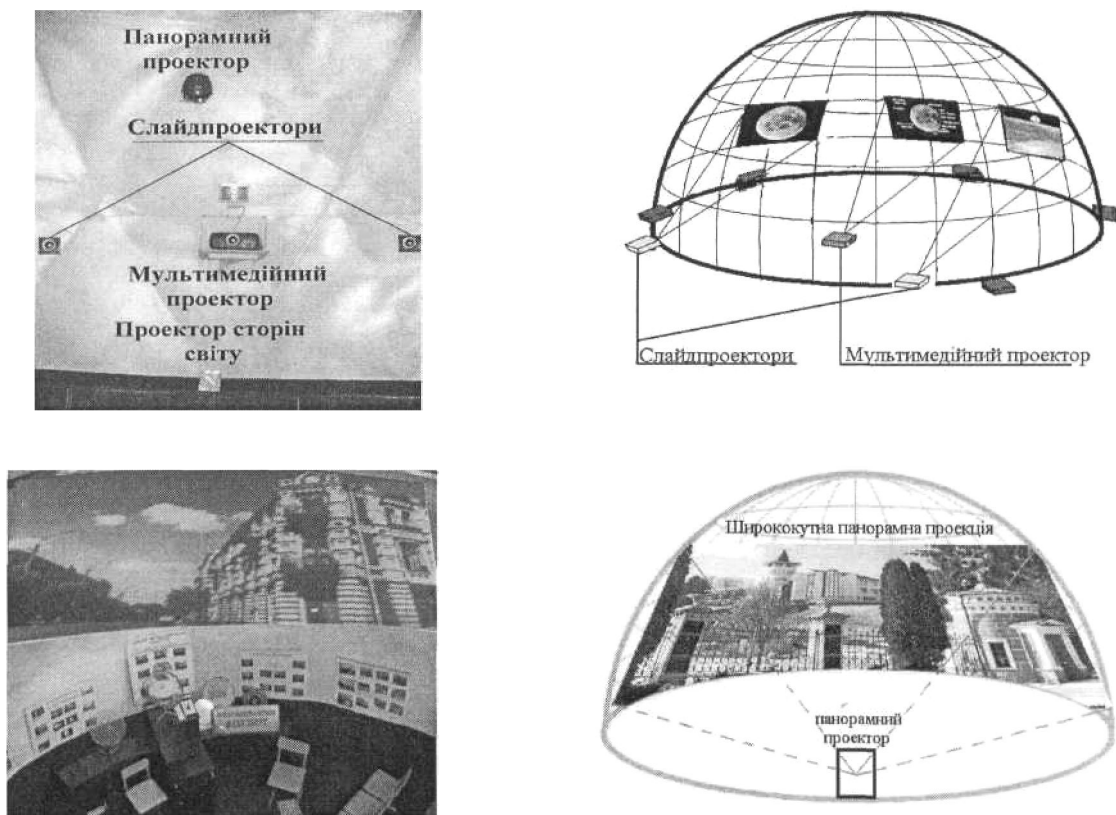 Панорамний
проектор
Слайдпроектори
Мультимедійний
проектор
Проектор сторін
світу
Слайдпроектори
Мультимедійний проектор
Ширококутна панорамна проекція
панорамний
проектор